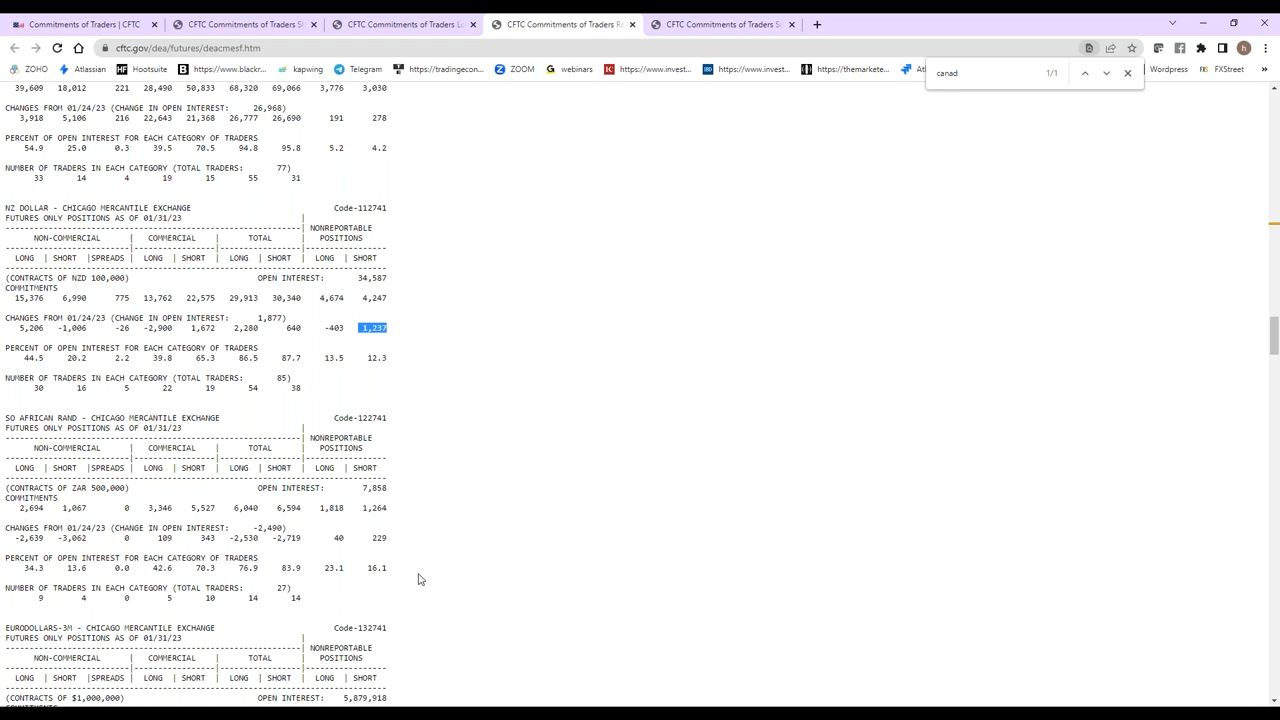 Commitments of Traders | CFTC
CFTC Commitments of Traders Sh
CFTC Commitments of Traders Lo
CFTC Commitments of Traders Re
CFTC Commitments of Traders Su
cftc.gov/dea/futures/deacmesf.htm
ZOHO Atlassian Hootsuite https://www.blackr... kapwing Telegram https://tradingecon... ZOOM webinars https://www.invest... https://www.invest... https://themarkete... Wordpress FXStreet
canad 1/1
39,609 18,012 221 28,490 50,833 68,320 69,066 3,776 3,030
CHANGES FROM 01/24/23 (CHANGE IN OPEN INTEREST: 26,968)
3,918 5,106 216 22,643 21,368 26,777 26,690 191 278
PERCENT OF OPEN INTEREST FOR EACH CATEGORY OF TRADERS
54.9 25.0 0.3 39.5 70.5 94.8 95.8 5.2 4.2
NUMBER OF TRADERS IN EACH CATEGORY (TOTAL TRADERS: 77)
33 14 4 19 15 55 31
NZ DOLLAR - CHICAGO MERCANTILE EXCHANGE Code-112741
FUTURES ONLY POSITIONS AS OF 01/31/23 |
--------------------------------------------------------------| NONREPORTABLE
NON-COMMERCIAL | COMMERCIAL | TOTAL | POSITIONS
LONG | SHORT |SPREADS | LONG | SHORT | LONG | SHORT | LONG | SHORT
(CONTRACTS OF NZD 100,000) OPEN INTEREST: 34,587
COMMITMENTS
15,376 6,990 775 13,762 22,575 29,913 30,340 4,674 4,247
CHANGES FROM 01/24/23 (CHANGE IN OPEN INTEREST: 1,877)
5,206 -1,006 -26 -2,900 1,672 2,280 640 -403 1,237
PERCENT OF OPEN INTEREST FOR EACH CATEGORY OF TRADERS
44.5 20.2 2.2 39.8 65.3 86.5 87.7 13.5 12.3
NUMBER OF TRADERS IN EACH CATEGORY (TOTAL TRADERS: 85)
30 16 5 22 19 54 38
SO AFRICAN RAND - CHICAGO MERCANTILE EXCHANGE Code-122741
FUTURES ONLY POSITIONS AS OF 01/31/23 |
--------------------------------------------------------------| NONREPORTABLE
NON-COMMERCIAL | COMMERCIAL | TOTAL | POSITIONS
LONG | SHORT |SPREADS | LONG | SHORT | LONG | SHORT | LONG | SHORT
(CONTRACTS OF ZAR 500,000) OPEN INTEREST: 7,858
COMMITMENTS
2,694 1,067 0 3,346 5,527 6,040 6,594 1,818 1,264
CHANGES FROM 01/24/23 (CHANGE IN OPEN INTEREST: -2,490)
-2,639 -3,062 0 109 343 -2,530 -2,719 40 229
PERCENT OF OPEN INTEREST FOR EACH CATEGORY OF TRADERS
34.3 13.6 0.0 42.6 70.3 76.9 83.9 23.1 16.1
NUMBER OF TRADERS IN EACH CATEGORY (TOTAL TRADERS: 27)
9 4 0 5 10 14 14
EURODOLLARS-3M - CHICAGO MERCANTILE EXCHANGE Code-132741
FUTURES ONLY POSITIONS AS OF 01/31/23 |
--------------------------------------------------------------| NONREPORTABLE
NON-COMMERCIAL | COMMERCIAL | TOTAL | POSITIONS
LONG | SHORT |SPREADS | LONG | SHORT | LONG | SHORT | LONG | SHORT
(CONTRACTS OF $1,000,000) OPEN INTEREST: 5,879,918